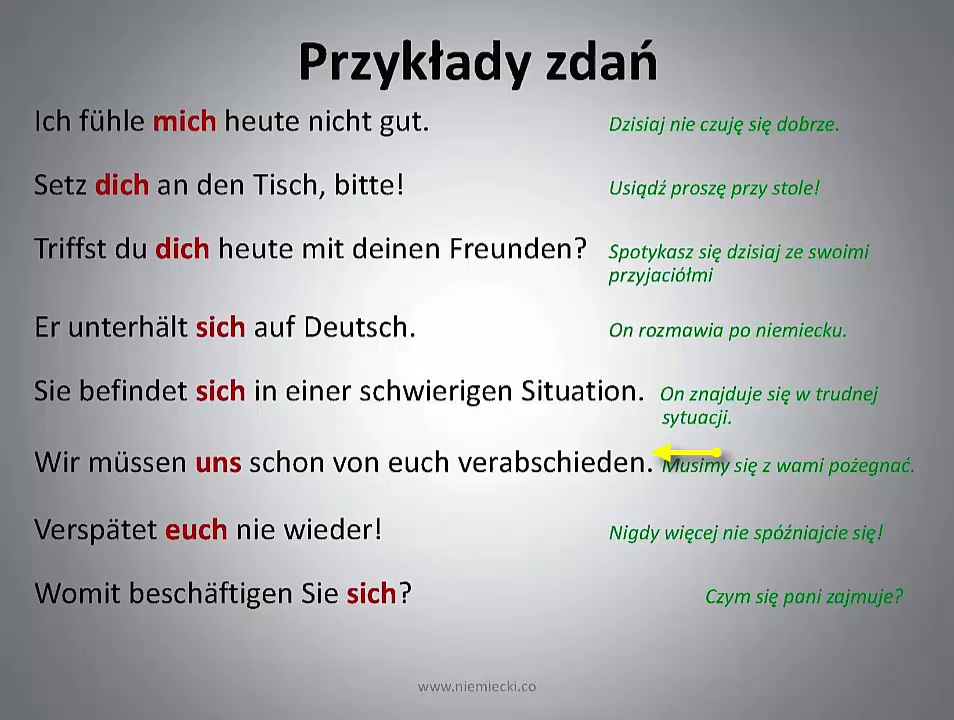 Przykłady zdań
Ich fühle mich heute nicht gut. Dzisiaj nie czuję się dobrze.
Setz dich an den Tisch, bitte! Usiądź proszę przy stole!
Triffst du dich heute mit deinen Freunden? Spotykasz się dzisiaj ze swoimi
przyjaciółmi
Er unterhält sich auf Deutsch. On rozmawia po niemiecku.
Sie befindet sich in einer schwierigen Situation. On znajduje się w trudnej
sytuacji.
Wir müssen uns schon von euch verabschieden. Musimy się z wami pożegnać.
Verspätet euch nie wieder! Nigdy więcej nie spóźniajcie się!
Womit beschäftigen Sie sich? Czym się pani zajmuje?
www.niemiecki.co